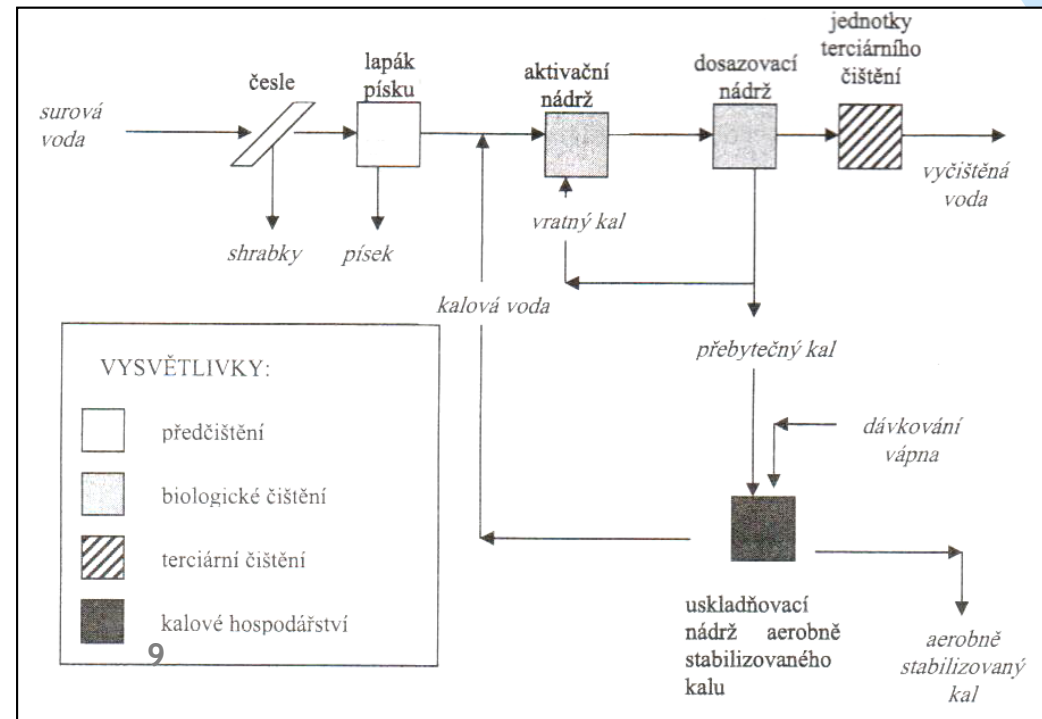 surová
voda
česle
lapák
písku
aktivační
nádrž
dosazovací
nádrž
jednotky
terciárního
čištění
vyčištěná
voda
shrabky
písek
vratný kal
kalová voda
přebytečný kal
dávkování
vápna
VYSVĚTLIVKY:
předčištění
biologické čištění
terciární čištění
kalové hospodářství
9
uskladňovací
nádrž aerobně
stabilizovaného
kalu
aerobně
stabilizovaný
kal